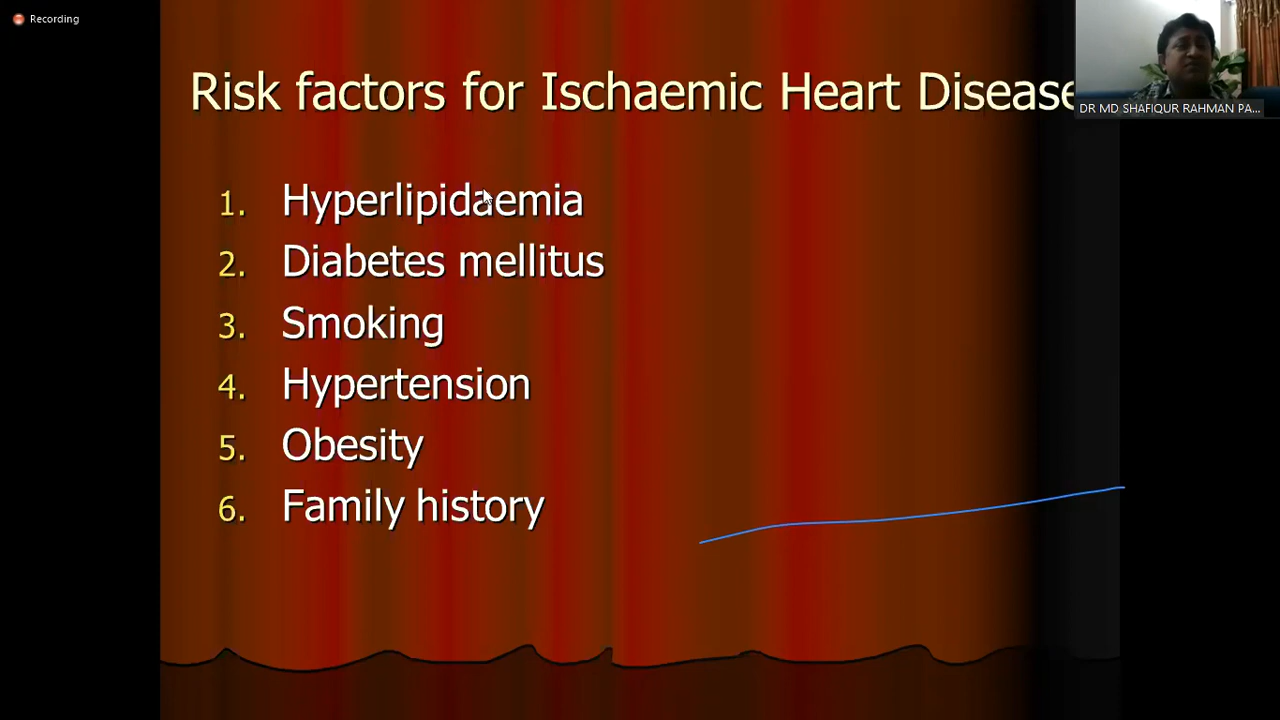 Recording
Risk factors for Ischaemic Heart Disease
DR MD SHAFIQUR RAHMAN PA...
1. Hyperlipidaemia
2. Diabetes mellitus
3. Smoking
4. Hypertension
5. Obesity
6. Family history